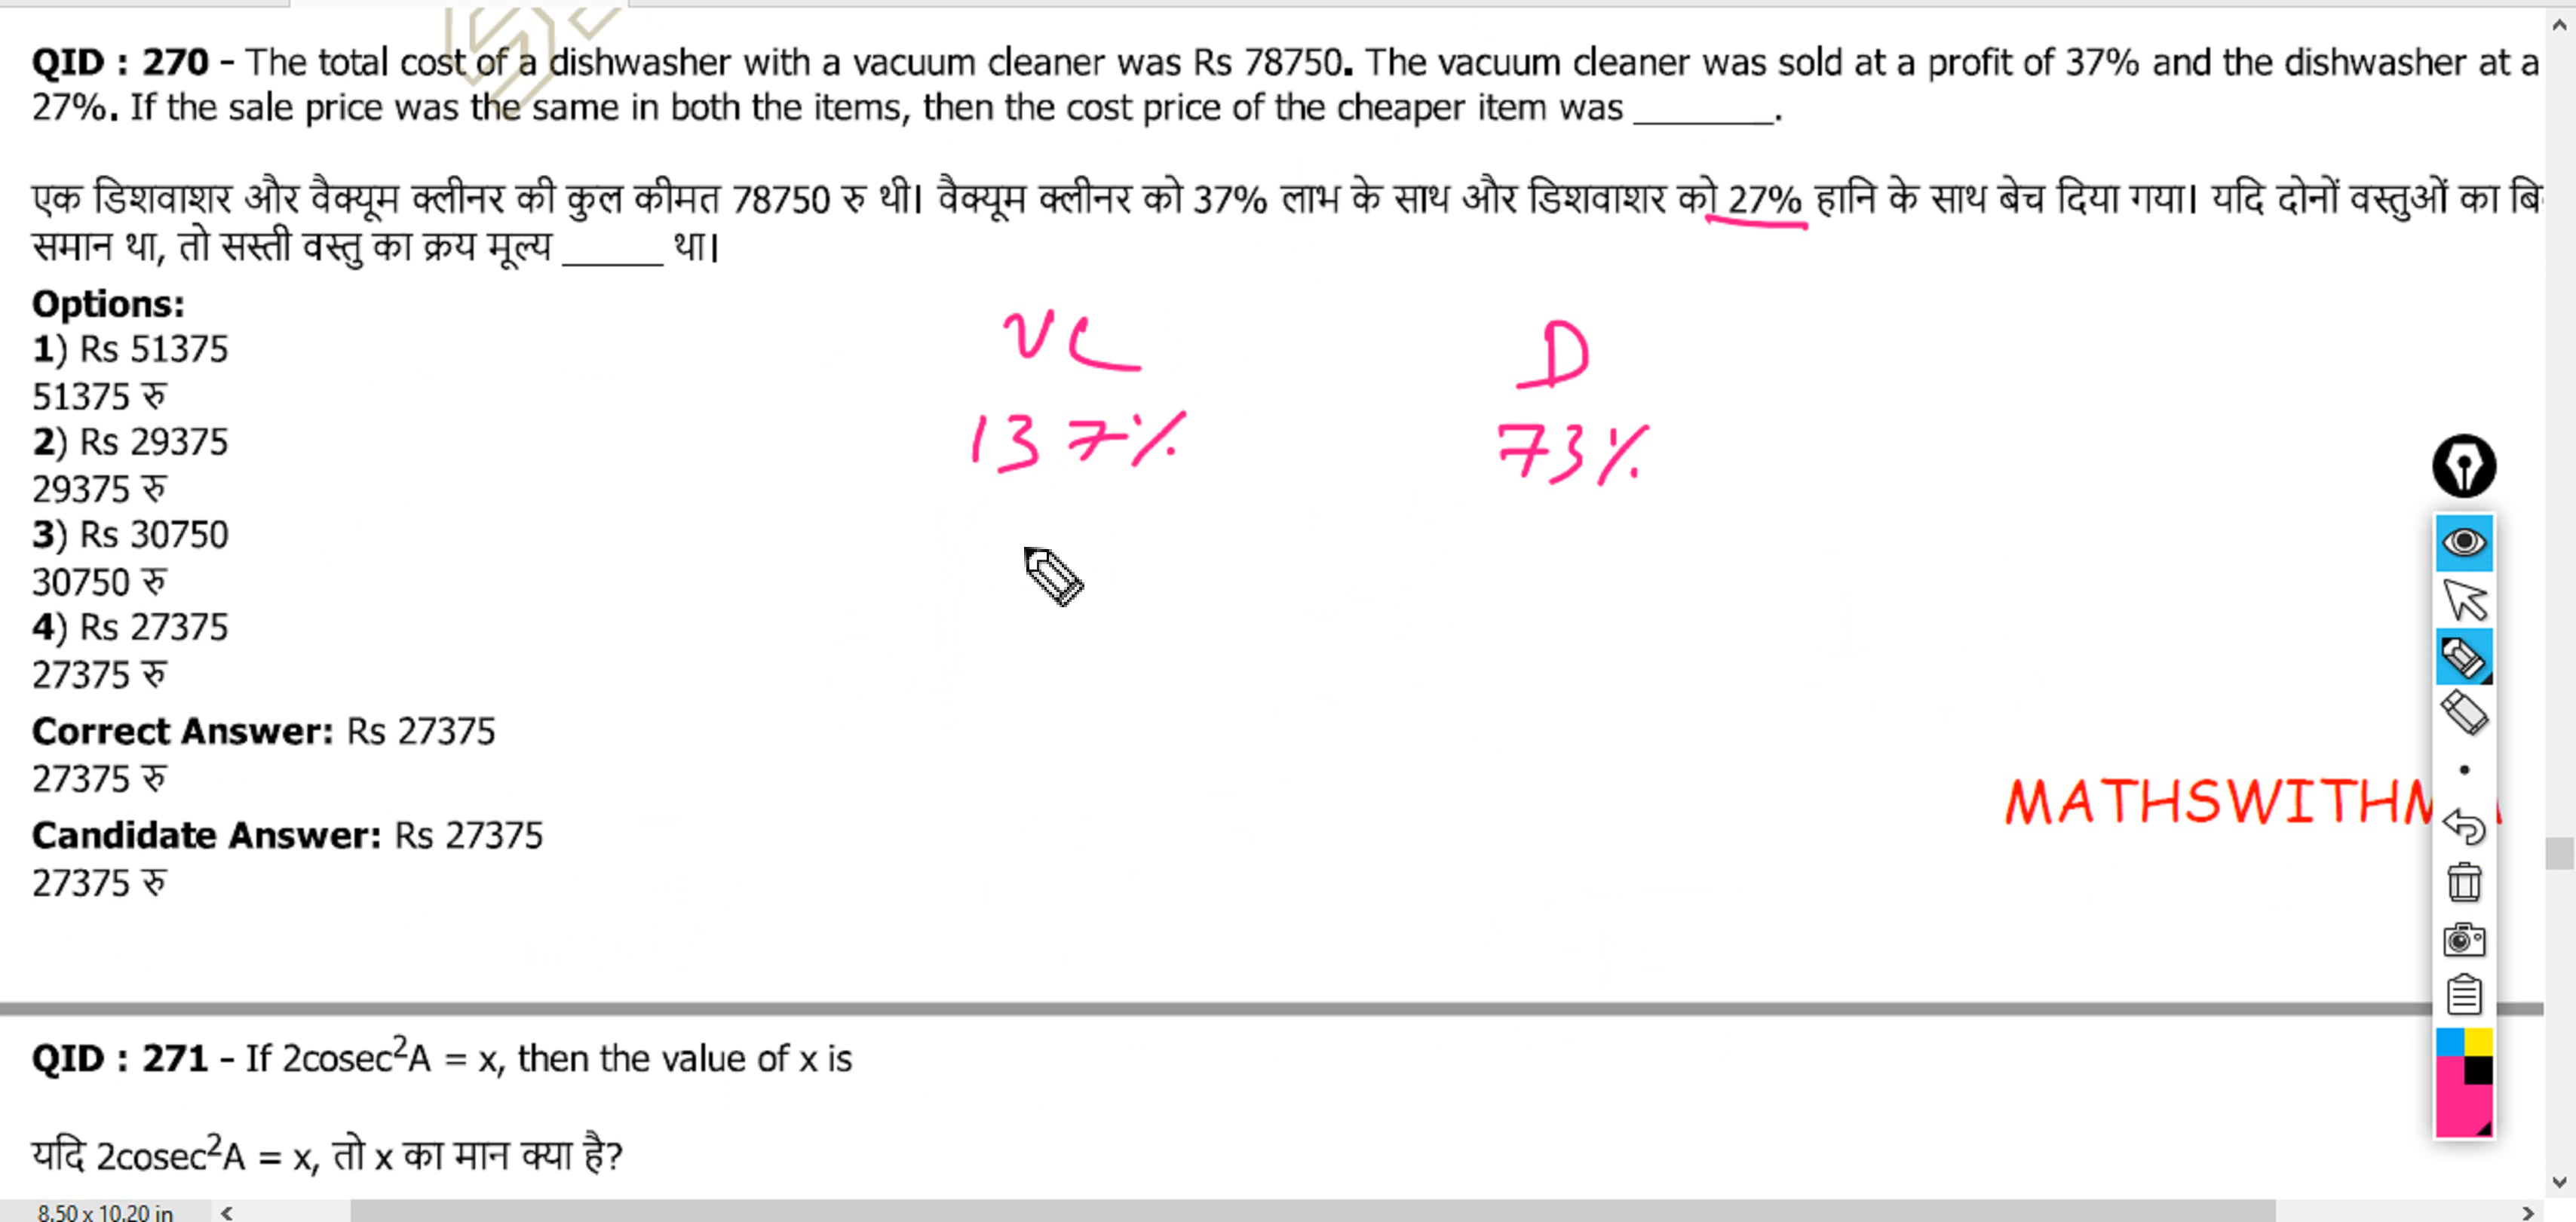 QID : 270 - The total cost of a dishwasher with a vacuum cleaner was Rs 78750. The vacuum cleaner was sold at a profit of 37% and the dishwasher at a
27%. If the sale price was the same in both the items, then the cost price of the cheaper item was _______.
एक डिशवाशर और वैक्यूम क्लीनर की कुल कीमत 78750 रु थी। वैक्यूम क्लीनर को 37% लाभ के साथ और डिशवाशर को 27% हानि के साथ बेच दिया गया। यदि दोनों वस्तुओं का
समान था, तो सस्ती वस्तु का क्रय मूल्य _____ था।
Options:
1) Rs 51375
51375 रु
2) Rs 29375
29375 रु
3) Rs 30750
30750 रु
4) Rs 27375
27375 रु
Correct Answer: Rs 27375
27375 रु
Candidate Answer: Rs 27375
27375 रु
VC D
137% 73%
MATHSWITHM
QID : 271 - If 2cosec²A = x, then the value of x is
यदि 2cosec²A = x, तो x का मान क्या है?
8.50 x 10.20 in